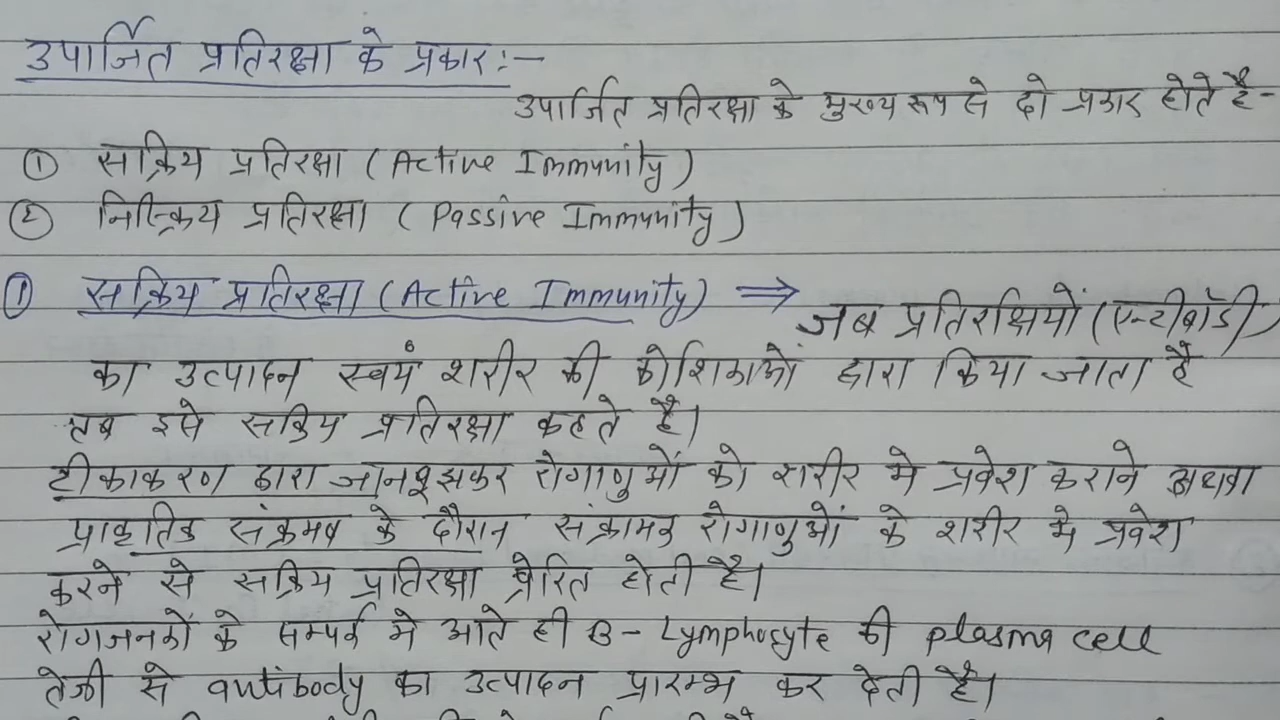 उपार्जित प्रतिरक्षा के प्रकार :-
उपार्जित प्रतिरक्षा के मुख्य रूप से दो प्रकार होते है-
① सक्रिय प्रतिरक्षा (Active Immunity)
② निष्क्रिय प्रतिरक्षा (Passive Immunity)
① सक्रिय प्रतिरक्षा (Active Immunity) ⇒
जब प्रतिरक्षियों (एन्टीबॉडी)
का उत्पादन स्वयं शरीर की कोशिकाओं द्वारा किया जाता है
तब इसे सक्रिय प्रतिरक्षा कहते है।
टीकाकरण द्वारा जानबूझकर रोगाणुओं को शरीर मे प्रवेश कराने अथवा
प्राकृतिक संक्रमण के दौरान संक्रामक रोगाणुओं के शरीर मे प्रवेश
करने से सक्रिय प्रतिरक्षा प्रेरित होती है।
रोगजनकों के सम्पर्क मे आते ही B - Lymphocyte की plasma cell
तेजी से antibody का उत्पादन प्रारम्भ कर देती है।